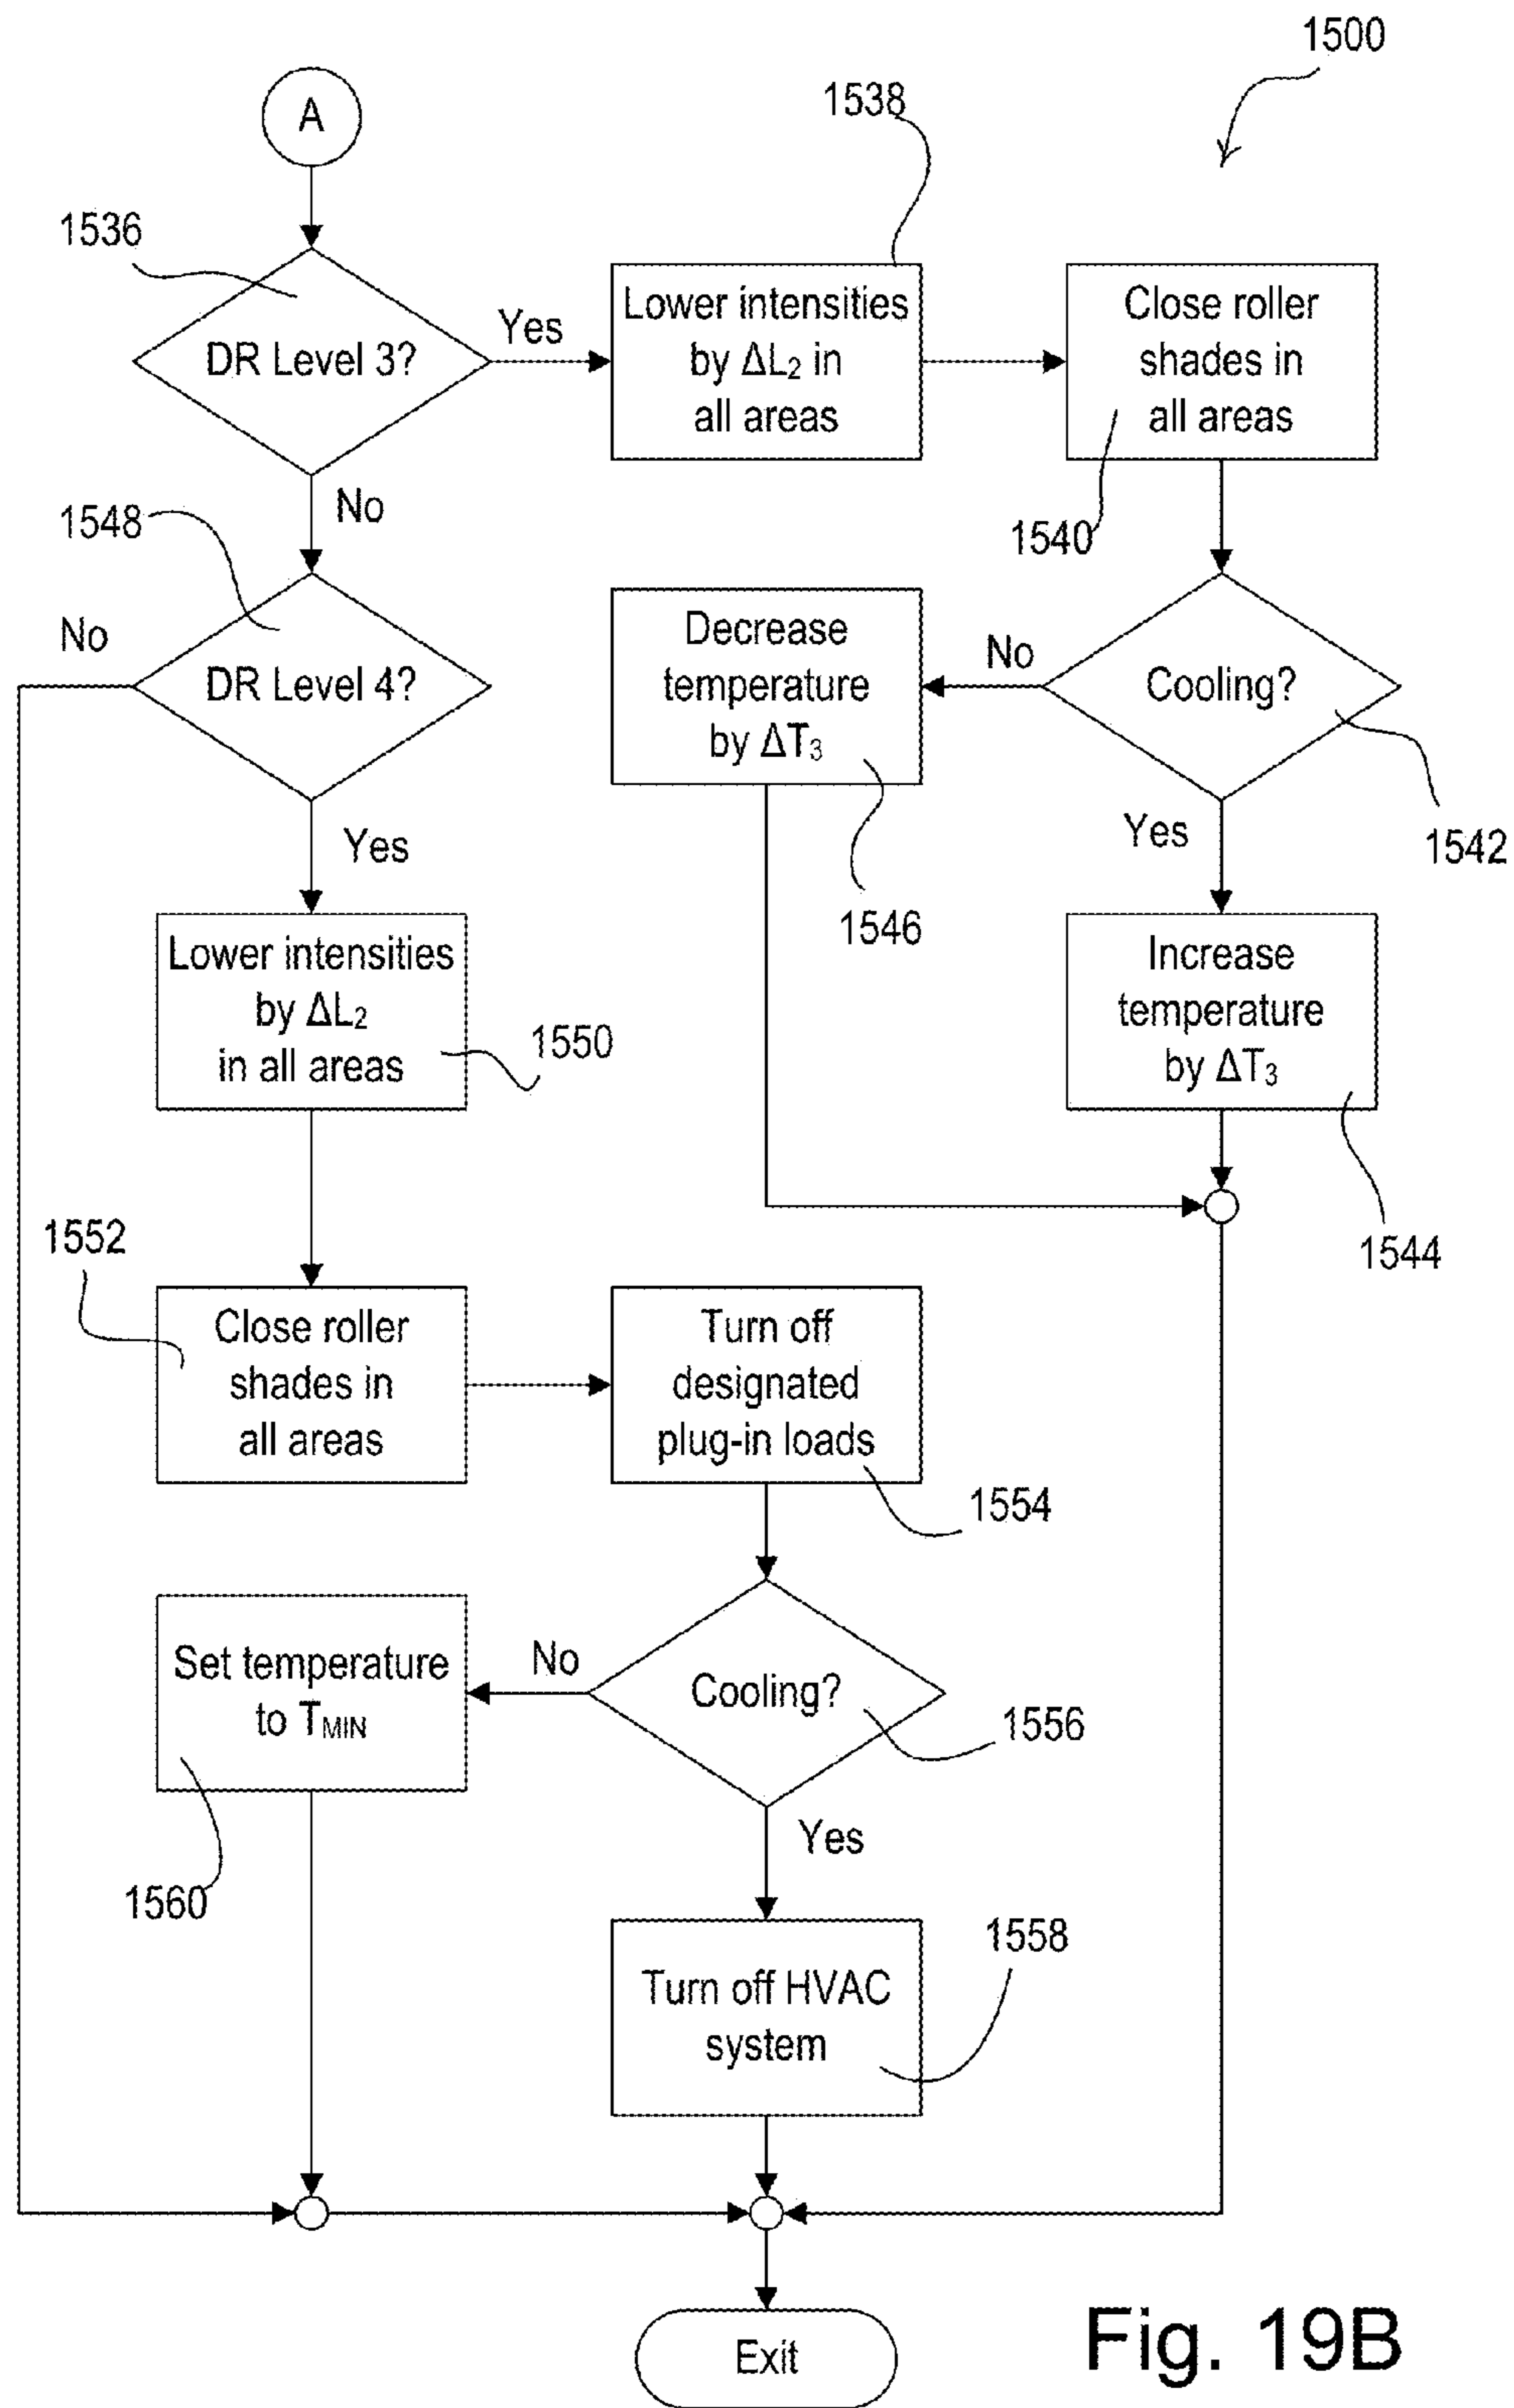 1500
A
1538
1536
Yes
DR Level 3?
Lower intensities
by ΔL₂ in
all areas
Close roller
shades in
all areas
No
1548
1540
No
DR Level 4?
Decrease
temperature
by ΔT₃
No
Cooling?
Yes
1546
Yes
1542
Lower intensities
by ΔL₂
in all areas
1550
Increase
temperature
by ΔT₃
1544
1552
Close roller
shades in
all areas
Turn off
designated
plug-in loads
1554
Set temperature
to TMIN
No
Cooling?
1556
Yes
1560
1558
Turn off HVAC
system
Exit
Fig. 19B